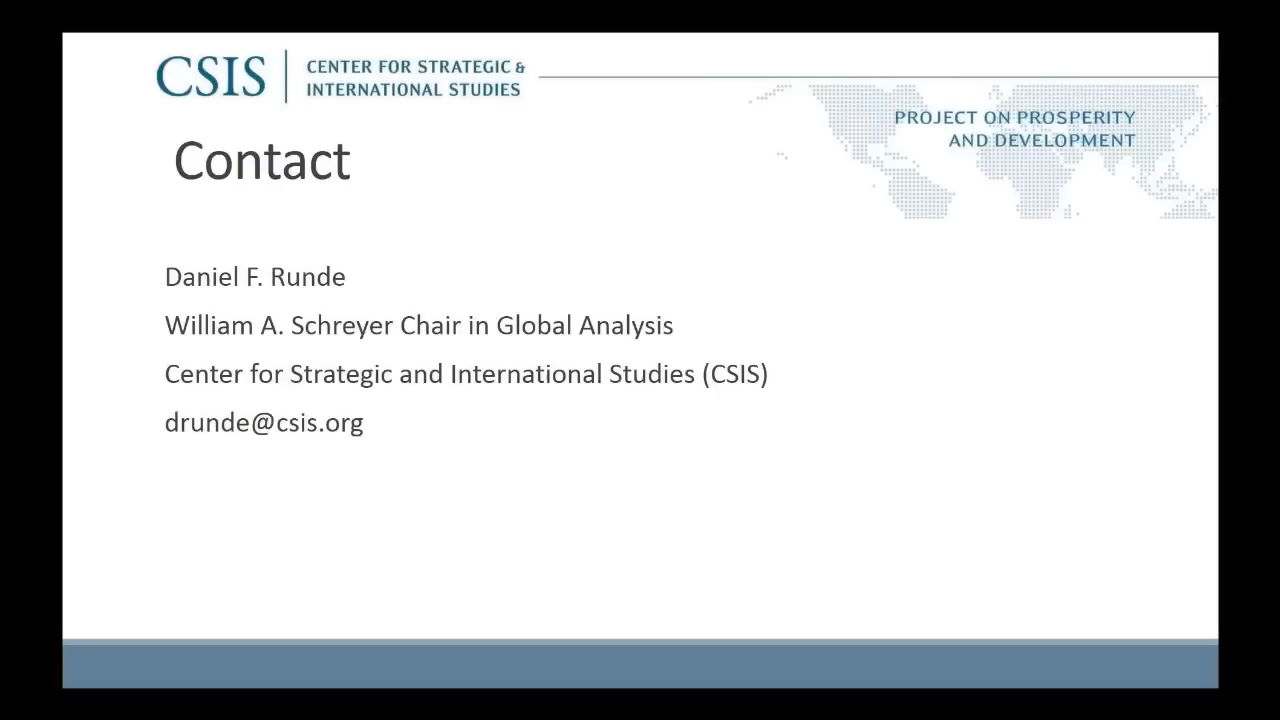 CSIS
CENTER FOR STRATEGIC &
INTERNATIONAL STUDIES
PROJECT ON PROSPERITY
AND DEVELOPMENT
Contact
Daniel F. Runde
William A. Schreyer Chair in Global Analysis
Center for Strategic and International Studies (CSIS)
drunde@csis.org